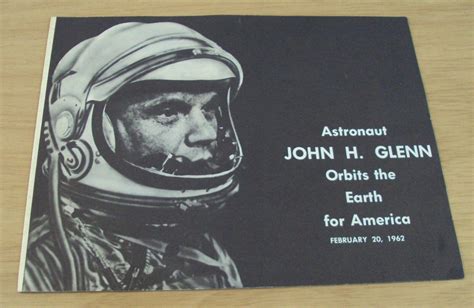 Astronaut
JOHN H. GLENN
Orbits the
Earth
for America
FEBRUARY 20, 1962